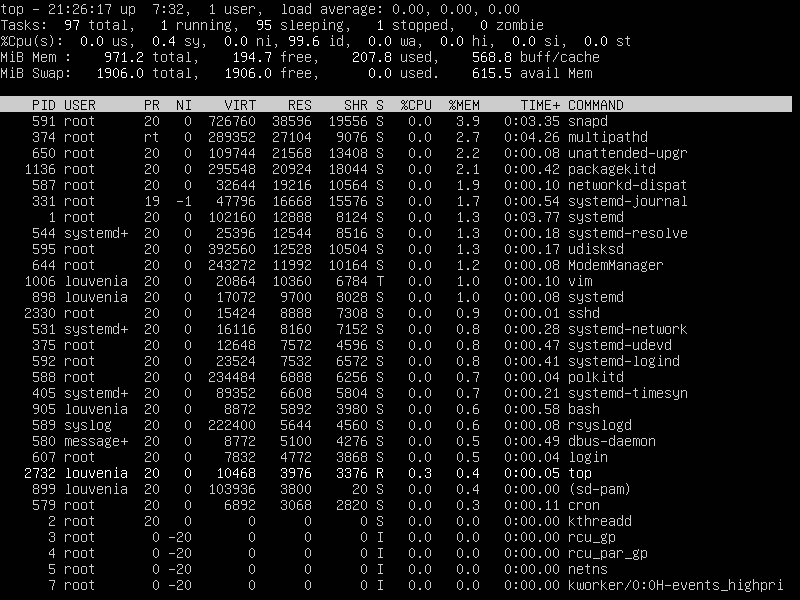 top - 21:26:17 up  7:32,  1 user,  load average: 0.00, 0.00, 0.00
Tasks:  97 total,   1 running,  95 sleeping,   1 stopped,   0 zombie
%Cpu(s):  0.0 us,  0.4 sy,  0.0 ni, 99.6 id,  0.0 wa,  0.0 hi,  0.0 si,  0.0 st
MiB Mem :    971.2 total,    194.7 free,    207.8 used,    568.8 buff/cache
MiB Swap:   1906.0 total,   1906.0 free,      0.0 used.    615.5 avail Mem
    PID USER      PR  NI    VIRT    RES    SHR S  %CPU  %MEM     TIME+ COMMAND
    591 root      20   0  726760  38596  19556 S   0.0   3.9   0:03.35 snapd
    374 root      rt   0  289352  27104   9076 S   0.0   2.7   0:04.26 multipathd
    650 root      20   0  109744  21568  13408 S   0.0   2.2   0:00.08 unattended-upgr
   1136 root      20   0  295548  20924  18044 S   0.0   2.1   0:00.42 packagekitd
    587 root      20   0   32644  19216  10564 S   0.0   1.9   0:00.10 networkd-dispat
    331 root      19  -1   47796  16668  15576 S   0.0   1.7   0:00.54 systemd-journal
      1 root      20   0  102160  12888   8124 S   0.0   1.3   0:03.77 systemd
    544 systemd+  20   0   25396  12544   8516 S   0.0   1.3   0:00.18 systemd-resolve
    595 root      20   0  392560  12528  10504 S   0.0   1.3   0:00.17 udisksd
    644 root      20   0  243272  11992  10164 S   0.0   1.2   0:00.08 ModemManager
   1006 louvenia  20   0   20864  10360   6784 T   0.0   1.0   0:00.10 vim
    898 louvenia  20   0   17072   9700   8028 S   0.0   1.0   0:00.08 systemd
   2330 root      20   0   15424   8888   7308 S   0.0   0.9   0:00.01 sshd
    531 systemd+  20   0   16116   8160   7152 S   0.0   0.8   0:00.28 systemd-network
    375 root      20   0   12648   7572   4596 S   0.0   0.8   0:00.47 systemd-udevd
    592 root      20   0   23524   7532   6572 S   0.0   0.8   0:00.41 systemd-logind
    588 root      20   0  234484   6888   6256 S   0.0   0.7   0:00.04 polkitd
    405 systemd+  20   0   89352   6608   5804 S   0.0   0.7   0:00.21 systemd-timesyn
    905 louvenia  20   0    8872   5892   3980 S   0.0   0.6   0:00.58 bash
    589 syslog    20   0  222400   5644   4560 S   0.0   0.6   0:00.08 rsyslogd
    580 message+  20   0    8772   5100   4276 S   0.0   0.5   0:00.49 dbus-daemon
    607 root      20   0    7832   4772   3868 S   0.0   0.5   0:00.04 login
   2732 louvenia  20   0   10468   3976   3376 R   0.3   0.4   0:00.05 top
    899 louvenia  20   0  103936   3800     20 S   0.0   0.4   0:00.00 (sd-pam)
    579 root      20   0    6892   3068   2820 S   0.0   0.3   0:00.11 cron
      2 root      20   0       0      0      0 S   0.0   0.0   0:00.00 kthreadd
      3 root       0 -20       0      0      0 I   0.0   0.0   0:00.00 rcu_gp
      4 root       0 -20       0      0      0 I   0.0   0.0   0:00.00 rcu_par_gp
      5 root       0 -20       0      0      0 I   0.0   0.0   0:00.00 netns
      7 root       0 -20       0      0      0 I   0.0   0.0   0:00.00 kworker/0:0H-events_highpri